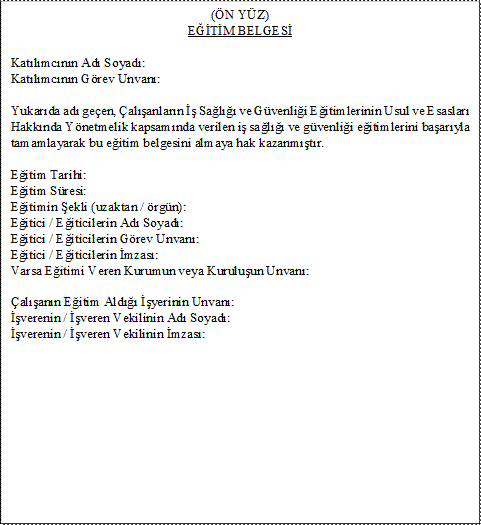 (ÖN YÜZ)
EĞİTİM BELGESİ
Katılımcının Adı Soyadı:
Katılımcının Görev Unvanı:
Yukarıda adı geçen, Çalışanların İş Sağlığı ve Güvenliği Eğitimlerinin Usul ve Esasları
Hakkında Yönetmelik kapsamında verilen iş sağlığı ve güvenliği eğitimlerini başarıyla
tamamlayarak bu eğitim belgesini almaya hak kazanmıştır.
Eğitim Tarihi:
Eğitim Süresi:
Eğitimin Şekli (uzaktan / örgün):
Eğitici / Eğiticilerin Adı Soyadı:
Eğitici / Eğiticilerin Görev Unvanı:
Eğitici / Eğiticilerin İmzası:
Varsa Eğitimi Veren Kurumun veya Kuruluşun Unvanı:
Çalışanın Eğitim Aldığı İşyerinin Unvanı:
İşverenin / İşveren Vekilinin Adı Soyadı:
İşverenin / İşveren Vekilinin İmzası: